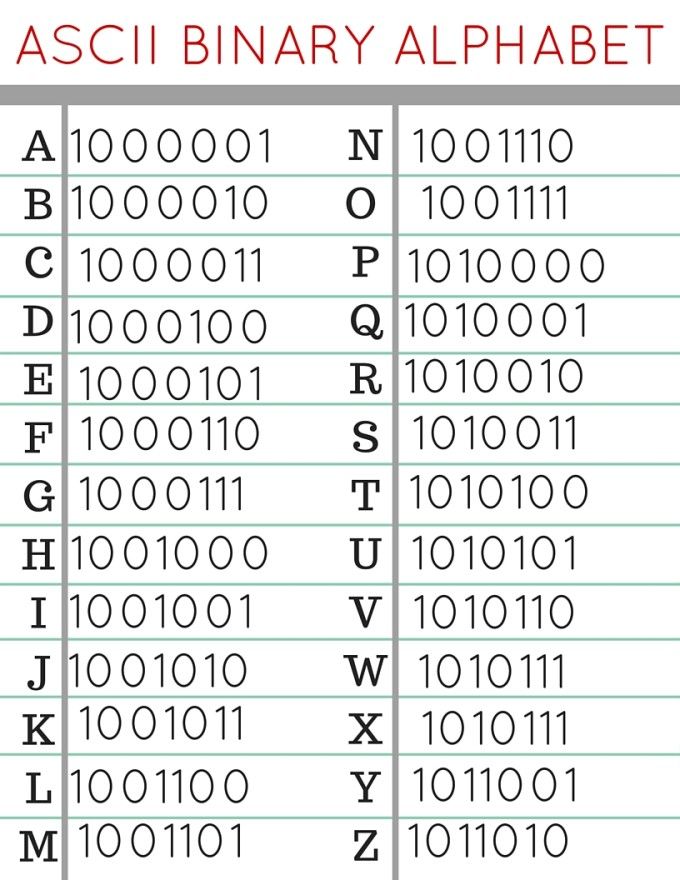 ASCII BINARY ALPHABET
A 1000001 N 1001110
B 1000010 O 1001111
C 1000011 P 1010000
D 1000100 Q 1010001
E 1000101 R 1010010
F 1000110 S 1010011
G 1000111 T 1010100
H 1001000 U 1010101
I 1001001 V 1010110
J 1001010 W 1010111
K 1001011 X 1010111
L 1001100 Y 1011001
M 1001101 Z 1011010